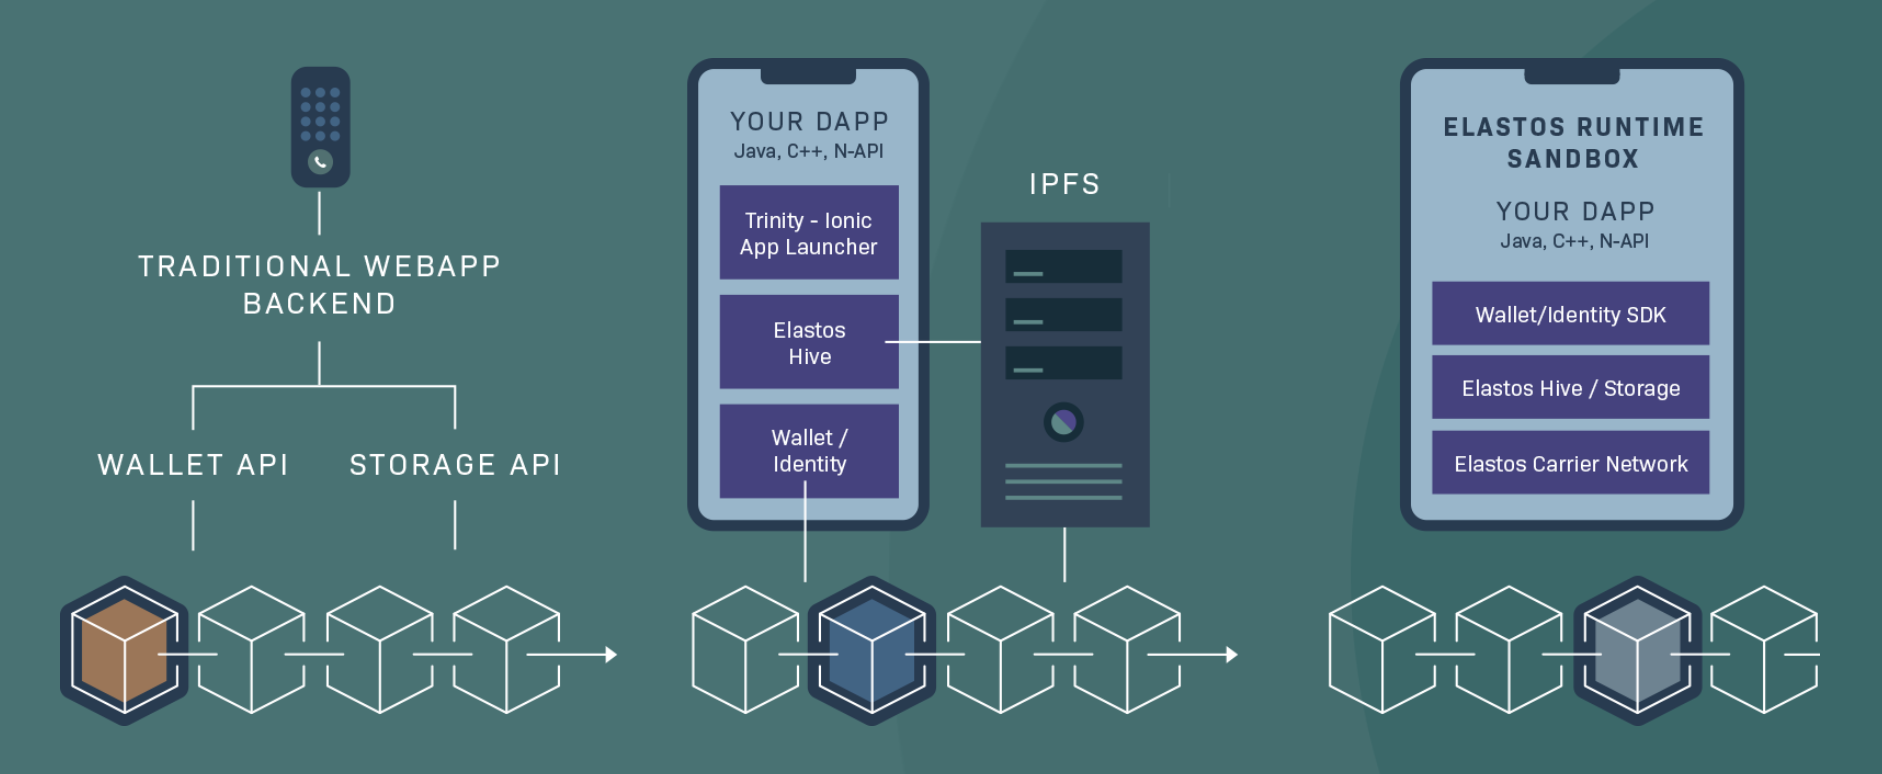 TRADITIONAL WEBAPP
BACKEND
WALLET API
STORAGE API
YOUR DAPP
Java, C++, N-API
Trinity - Ionic
App Launcher
Elastos
Hive
Wallet /
Identity
IPFS
ELASTOS RUNTIME
SANDBOX
YOUR DAPP
Java, C++, N-API
Wallet/Identity SDK
Elastos Hive / Storage
Elastos Carrier Network